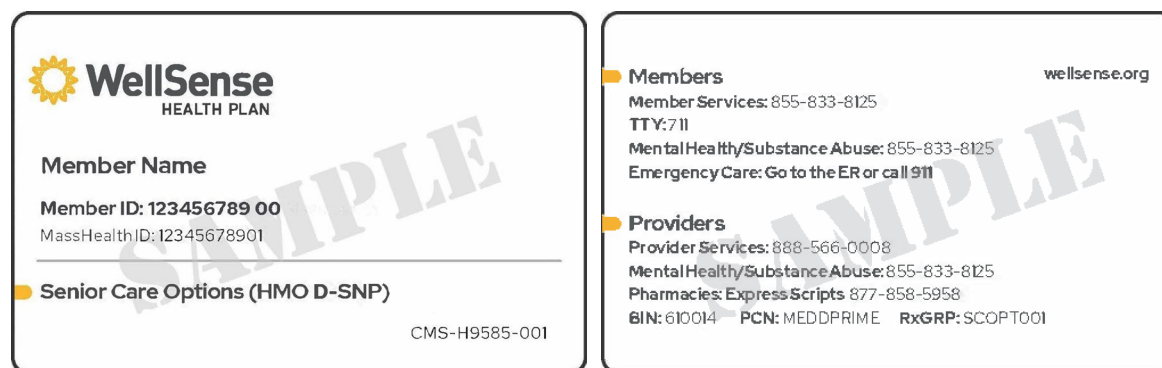 WellSense
HEALTH PLAN
Member Name
Member ID: 123456789 00
MassHealth ID: 12345678901
Senior Care Options (HMO D-SNP)
CMS-H9585-001
SAMPLE
Members
wellsense.org
Member Services: 855-833-8125
TTY: 711
Mental Health/Substance Abuse: 855-833-8125
Emergency Care: Go to the ER or call 911
Providers
Provider Services: 888-566-0008
Mental Health/Substance Abuse: 855-833-8125
Pharmacies: Express Scripts 877-858-5958
BIN: 610014 PCN: MEDDPRIME RxGRP: SCOPT001
SAMPLE